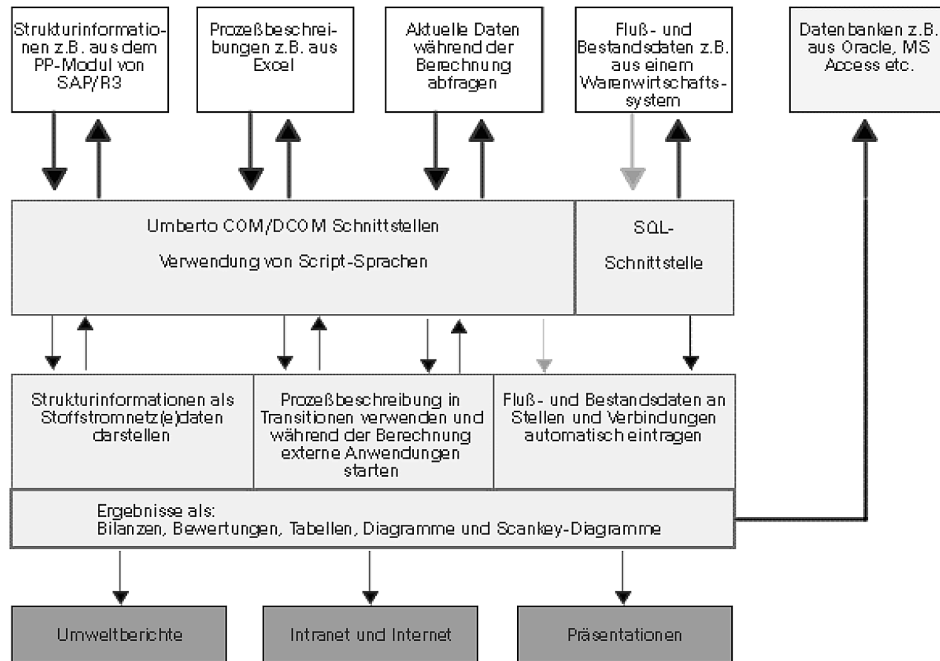 Strukturinformatio-
nen z.B. aus dem
PP-Modul von
SAP/R3
Prozeßbeschrei-
bungen z.B. aus
Excel
Aktuelle Daten
während der
Berechnung
abfragen
Fluß- und
Bestandsdaten z.B.
aus einem
Warenwirtschafts-
system
Datenbanken z.B.
aus Oracle, MS
Access etc.
Umberto COM/DCOM Schnittstellen
Verwendung von Script-Sprachen
SQL-
Schnittstelle
Strukturinformationen als
Stoffstromnetz(e)daten
darstellen
Prozeßbeschreibung in
Transitionen verwenden und
während der Berechnung
externe Anwendungen
starten
Fluß- und Bestandsdaten an
Stellen und Verbindungen
automatisch eintragen
Ergebnisse als:
Bilanzen, Bewertungen, Tabellen, Diagramme und Scankey-Diagramme
Umweltberichte
Intranet und Internet
Präsentationen